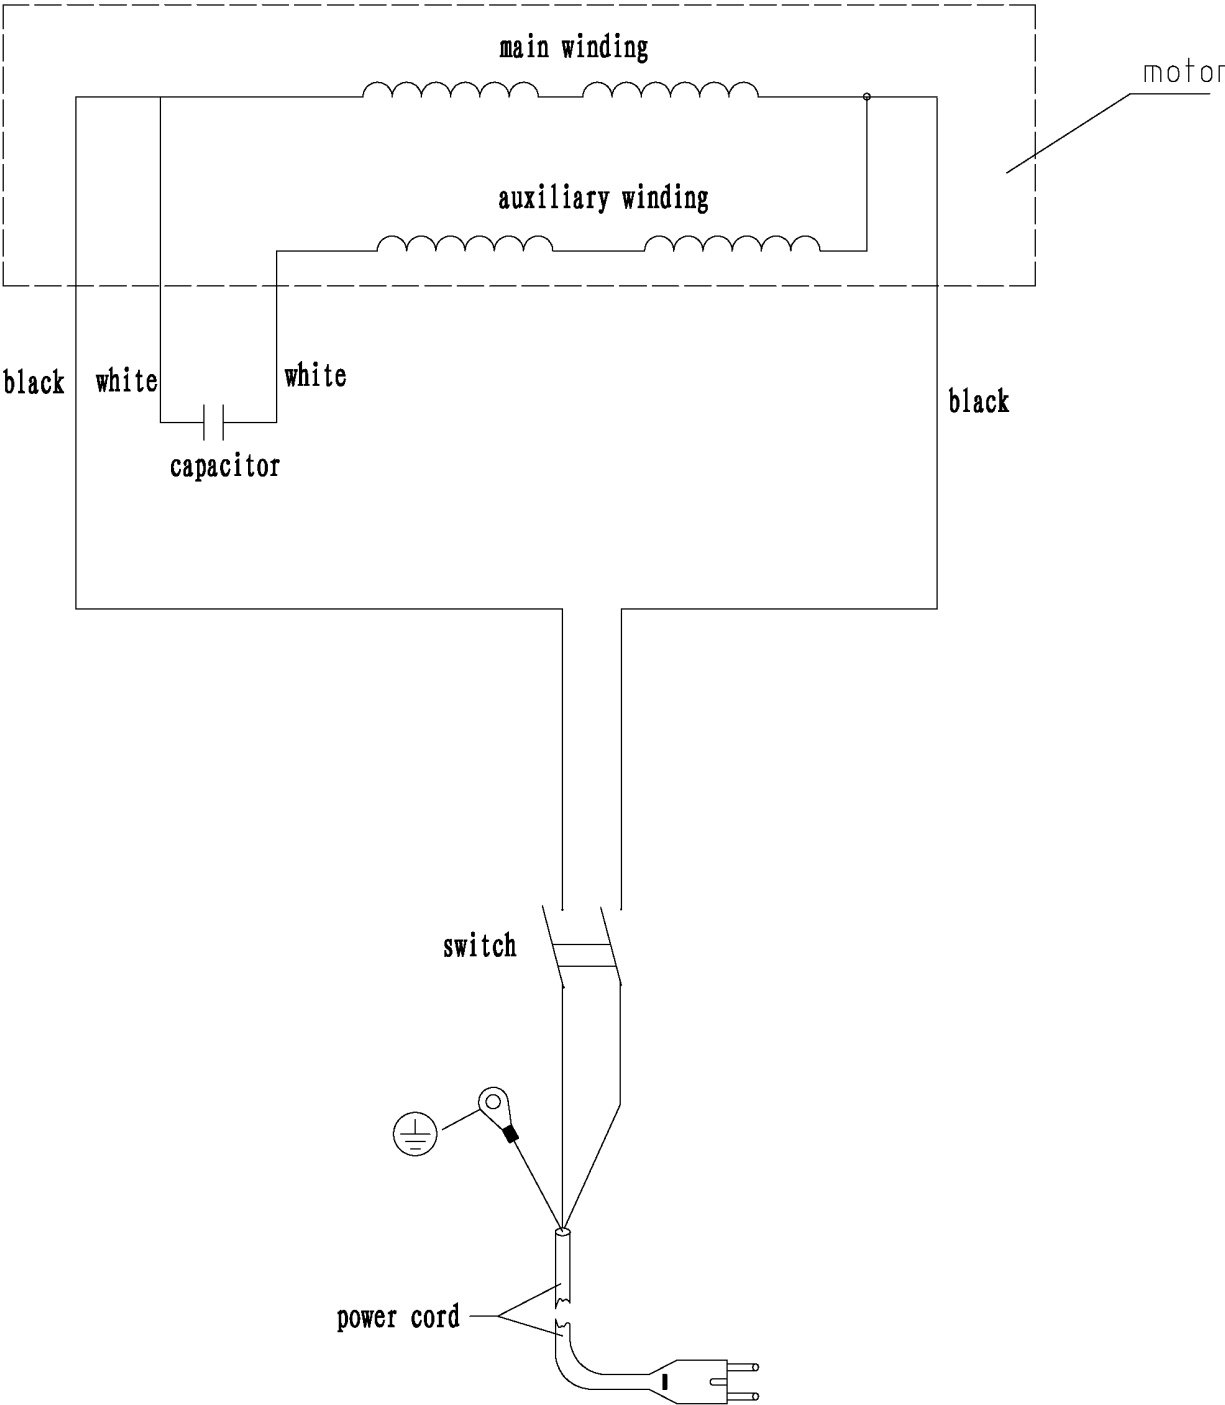 main winding
motor
auxiliary winding
black
white
white
black
capacitor
switch
power cord